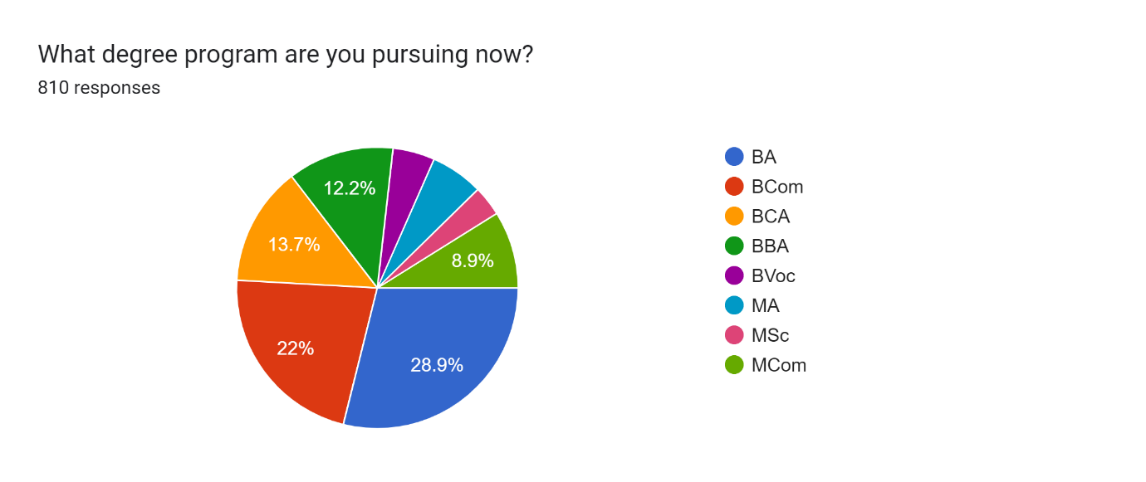 What degree program are you pursuing now?
810 responses
12.2%
13.7%
8.9%
22%
28.9%
BA
BCom
BCA
BBA
BVoc
MA
MSc
MCom